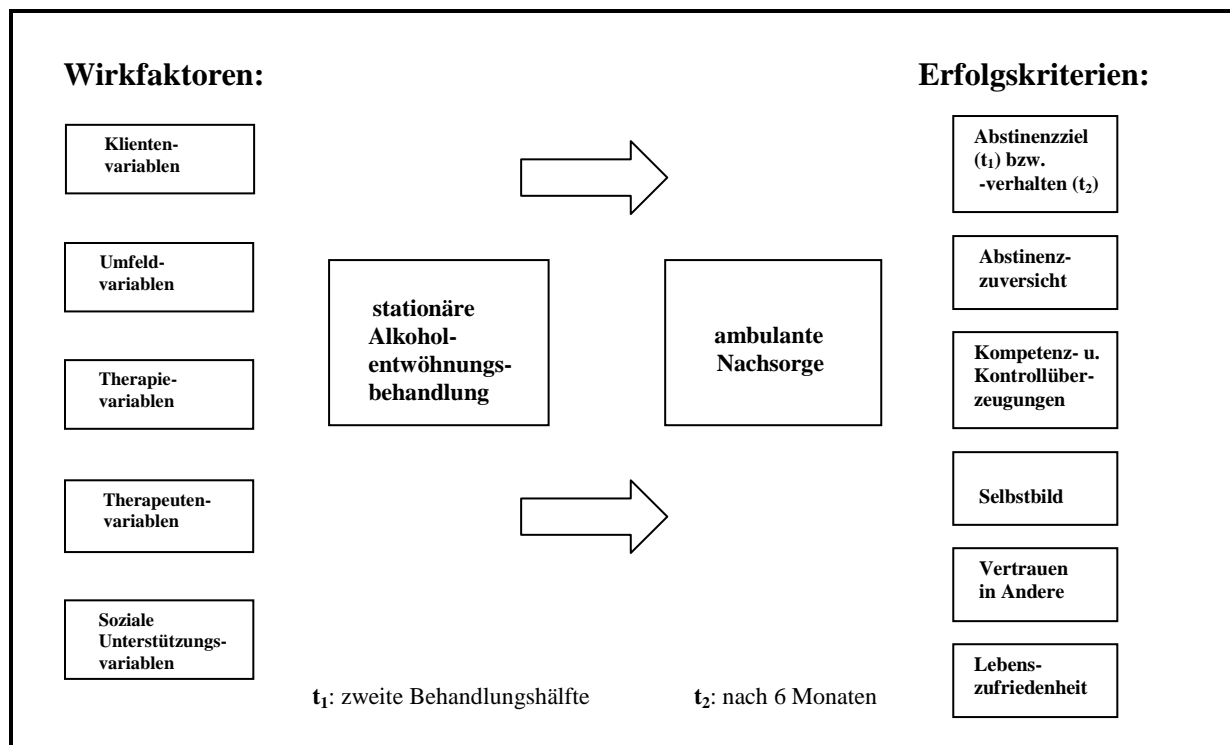 Wirkfaktoren:
Klienten-
variablen
Umfeld-
variablen
Therapie-
variablen
Therapeuten-
variablen
Soziale
Unterstützungs-
variablen
stationäre
Alkohol-
entwöhnungs-
behandlung
t₁: zweite Behandlungshälfte
ambulante
Nachsorge
t₂: nach 6 Monaten
Erfolgskriterien:
Abstinenzziel
(t₁) bzw.
-verhalten (t₂)
Abstinenz-
zuversicht
Kompetenz- u.
Kontrollüber-
zeugungen
Selbstbild
Vertrauen
in Andere
Lebens-
zufriedenheit